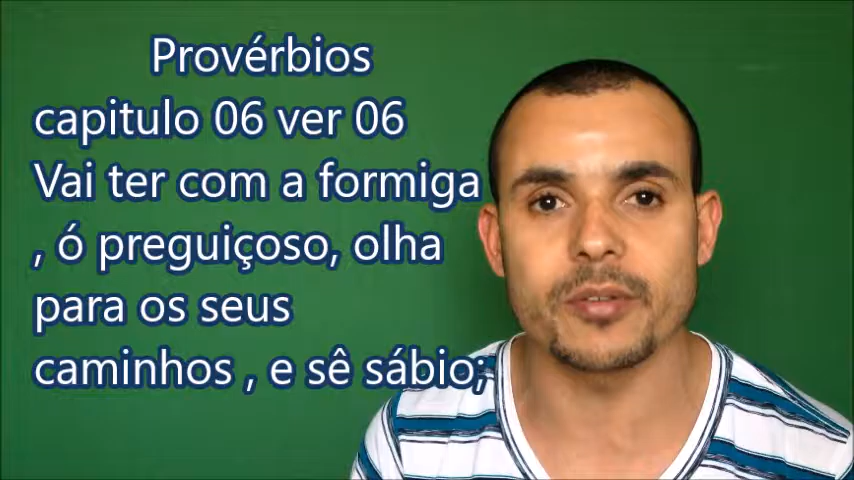 Provérbios
capitulo 06 ver 06
Vai ter com a formiga
, ó preguiçoso, olha
para os seus
caminhos , e sê sábio;